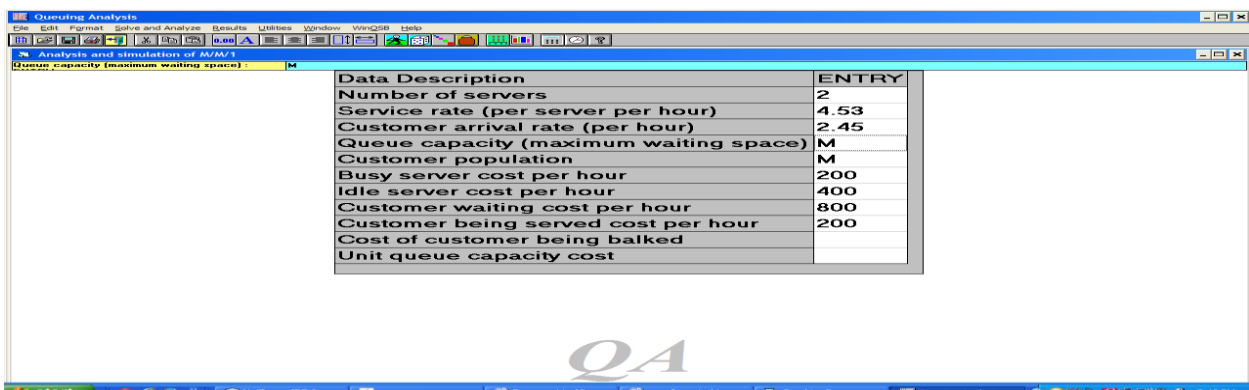 Queuing Analysis
File Edit Format Solve and Analyze Results Utilities Window WinQSB Help
0.00 A
Analysis and simulation of M/M/1
Queue capacity (maximum waiting space) : M
Data Description ENTRY
Number of servers 2
Service rate (per server per hour) 4.53
Customer arrival rate (per hour) 2.45
Queue capacity (maximum waiting space) M
Customer population M
Busy server cost per hour 200
Idle server cost per hour 400
Customer waiting cost per hour 800
Customer being served cost per hour 200
Cost of customer being balked
Unit queue capacity cost
QA